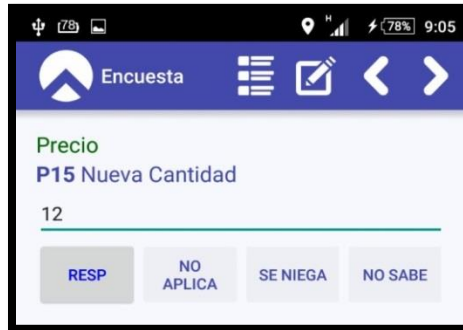 78 H 78% 9:05
Encuesta
Precio
P15 Nueva Cantidad
12
RESP NO APLICA SE NIEGA NO SABE